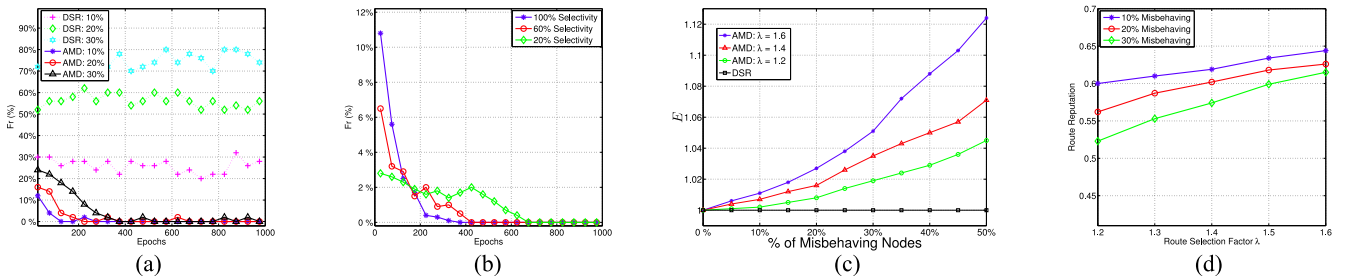 Fr (%)
90%
80%
70%
60%
50%
40%
30%
20%
10%
0%
0
200
400
600
800
1000
Epochs
DSR: 10%
DSR: 20%
DSR: 30%
AMD: 10%
AMD: 20%
AMD: 30%
(a)
Fr (%)
12%
10%
8 %
6 %
4 %
2 %
0 %
0
200
400
600
800
1000
Epochs
100% Selectivity
60% Selectivity
20% Selectivity
(b)
E
1.12
1.1
1.08
1.06
1.04
1.02
1
0 %
10%
20%
30%
40%
50%
% of Misbehaving Nodes
AMD: λ = 1.6
AMD: λ = 1.4
AMD: λ = 1.2
DSR
(c)
Route Reputation
0.7
0.65
0.6
0.55
0.5
0.45
1.2
1.3
1.4
1.5
1.6
Route Selection Factor λ
10% Misbehaving
20% Misbehaving
30% Misbehaving
(d)